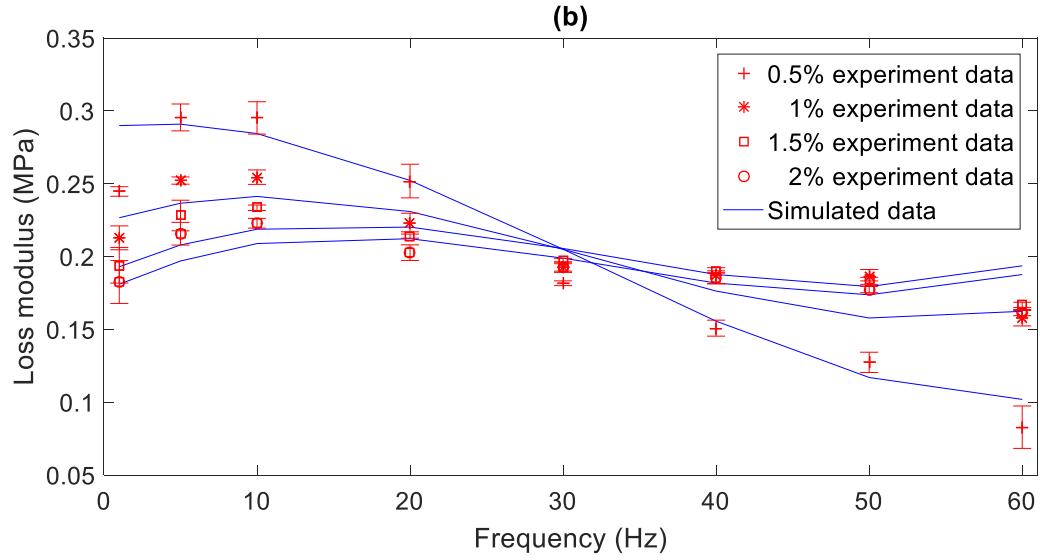 (b)
Loss modulus (MPa)
0.35
0.3
0.25
0.2
0.15
0.1
0.05
0.5% experiment data
1% experiment data
1.5% experiment data
2% experiment data
Simulated data
0 10 20 30 40 50 60
Frequency (Hz)